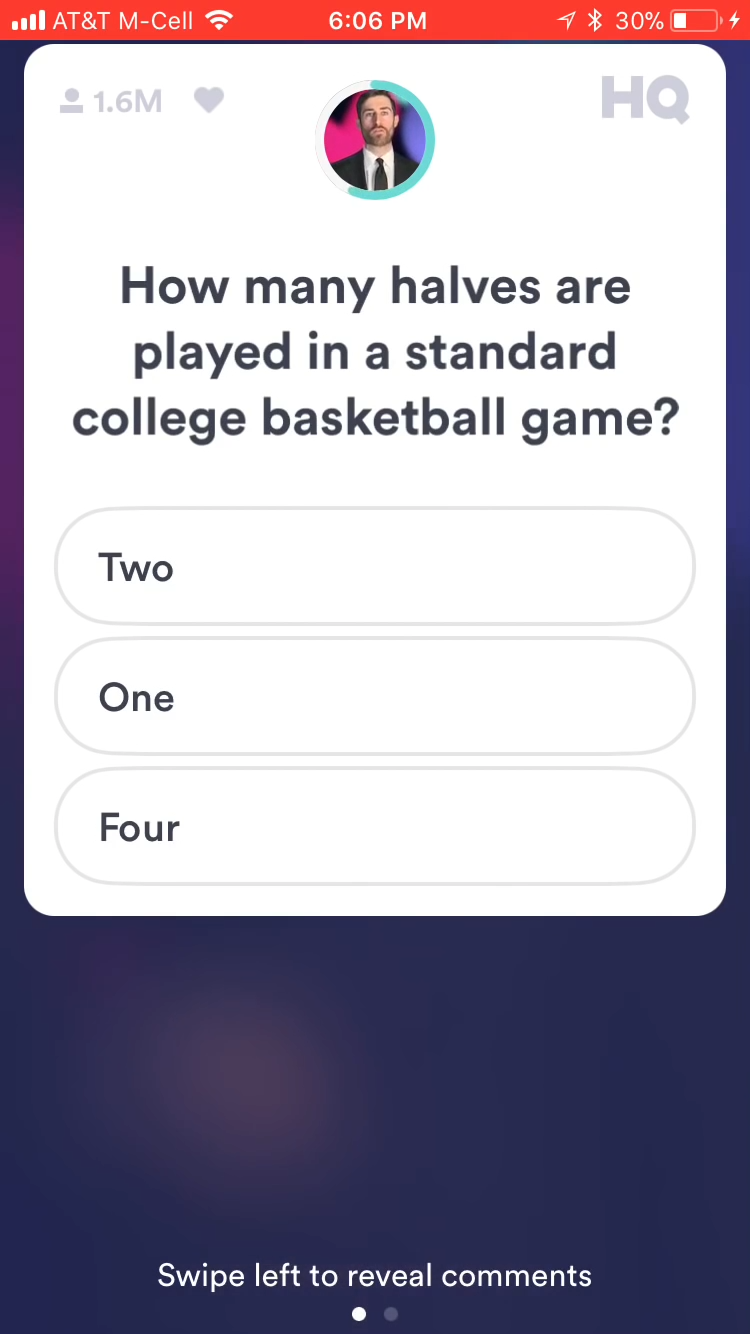 AT&T M-Cell 6:06 PM 30%
1.6M HQ
How many halves are
played in a standard
college basketball game?
Two
One
Four
Swipe left to reveal comments